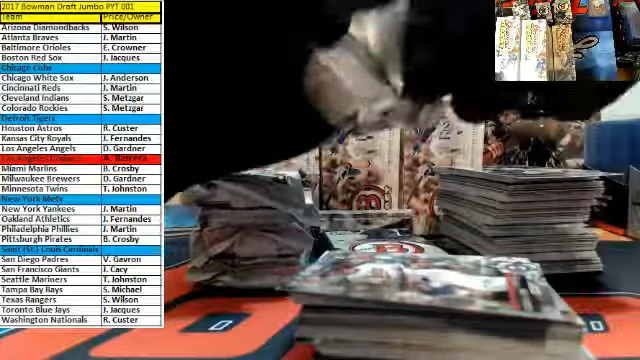 2017 Bowman Draft Jumbo PYT 001
Team Price/Owner
Arizona Diamondbacks S. Wilson
Atlanta Braves J. Martin
Baltimore Orioles E. Crowner
Boston Red Sox J. Jacques
Chicago Cubs
Chicago White Sox J. Anderson
Cincinnati Reds J. Martin
Cleveland Indians S. Metzgar
Colorado Rockies S. Metzgar
Detroit Tigers
Houston Astros R. Custer
Kansas City Royals J. Fernandes
Los Angeles Angels D. Gardner
Los Angeles Dodgers A. Barrera
Miami Marlins B. Crosby
Milwaukee Brewers D. Gardner
Minnesota Twins T. Johnston
New York Mets
New York Yankees J. Martin
Oakland Athletics J. Fernandes
Philadelphia Phillies J. Martin
Pittsburgh Pirates B. Crosby
Saint (St.) Louis Cardinals
San Diego Padres V. Gavron
San Francisco Giants J. Cacy
Seattle Mariners T. Johnston
Tampa Bay Rays S. Michael
Texas Rangers S. Wilson
Toronto Blue Jays J. Jacques
Washington Nationals R. Custer